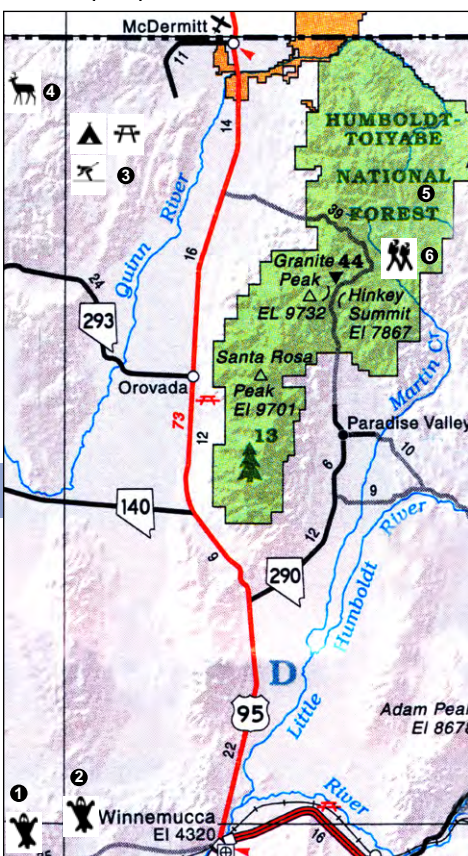 McDermitt
11
4
14
HUMBOLDT-
TOIYABE
NATIONAL
5
FOREST
3
Quinn River
39
6
16
Granite 44
Peak
EL 9732
Hinkey
Summit
El 7867
24
293
Santa Rosa
Peak
El 9701
Orovada
73
12
13
Martin Cr
Paradise Valley
10
6
9
140
12
9
290
Little Humboldt River
D
95
Adam Peak
El 8678
22
1
2
Winnemucca
El 4320
River
16